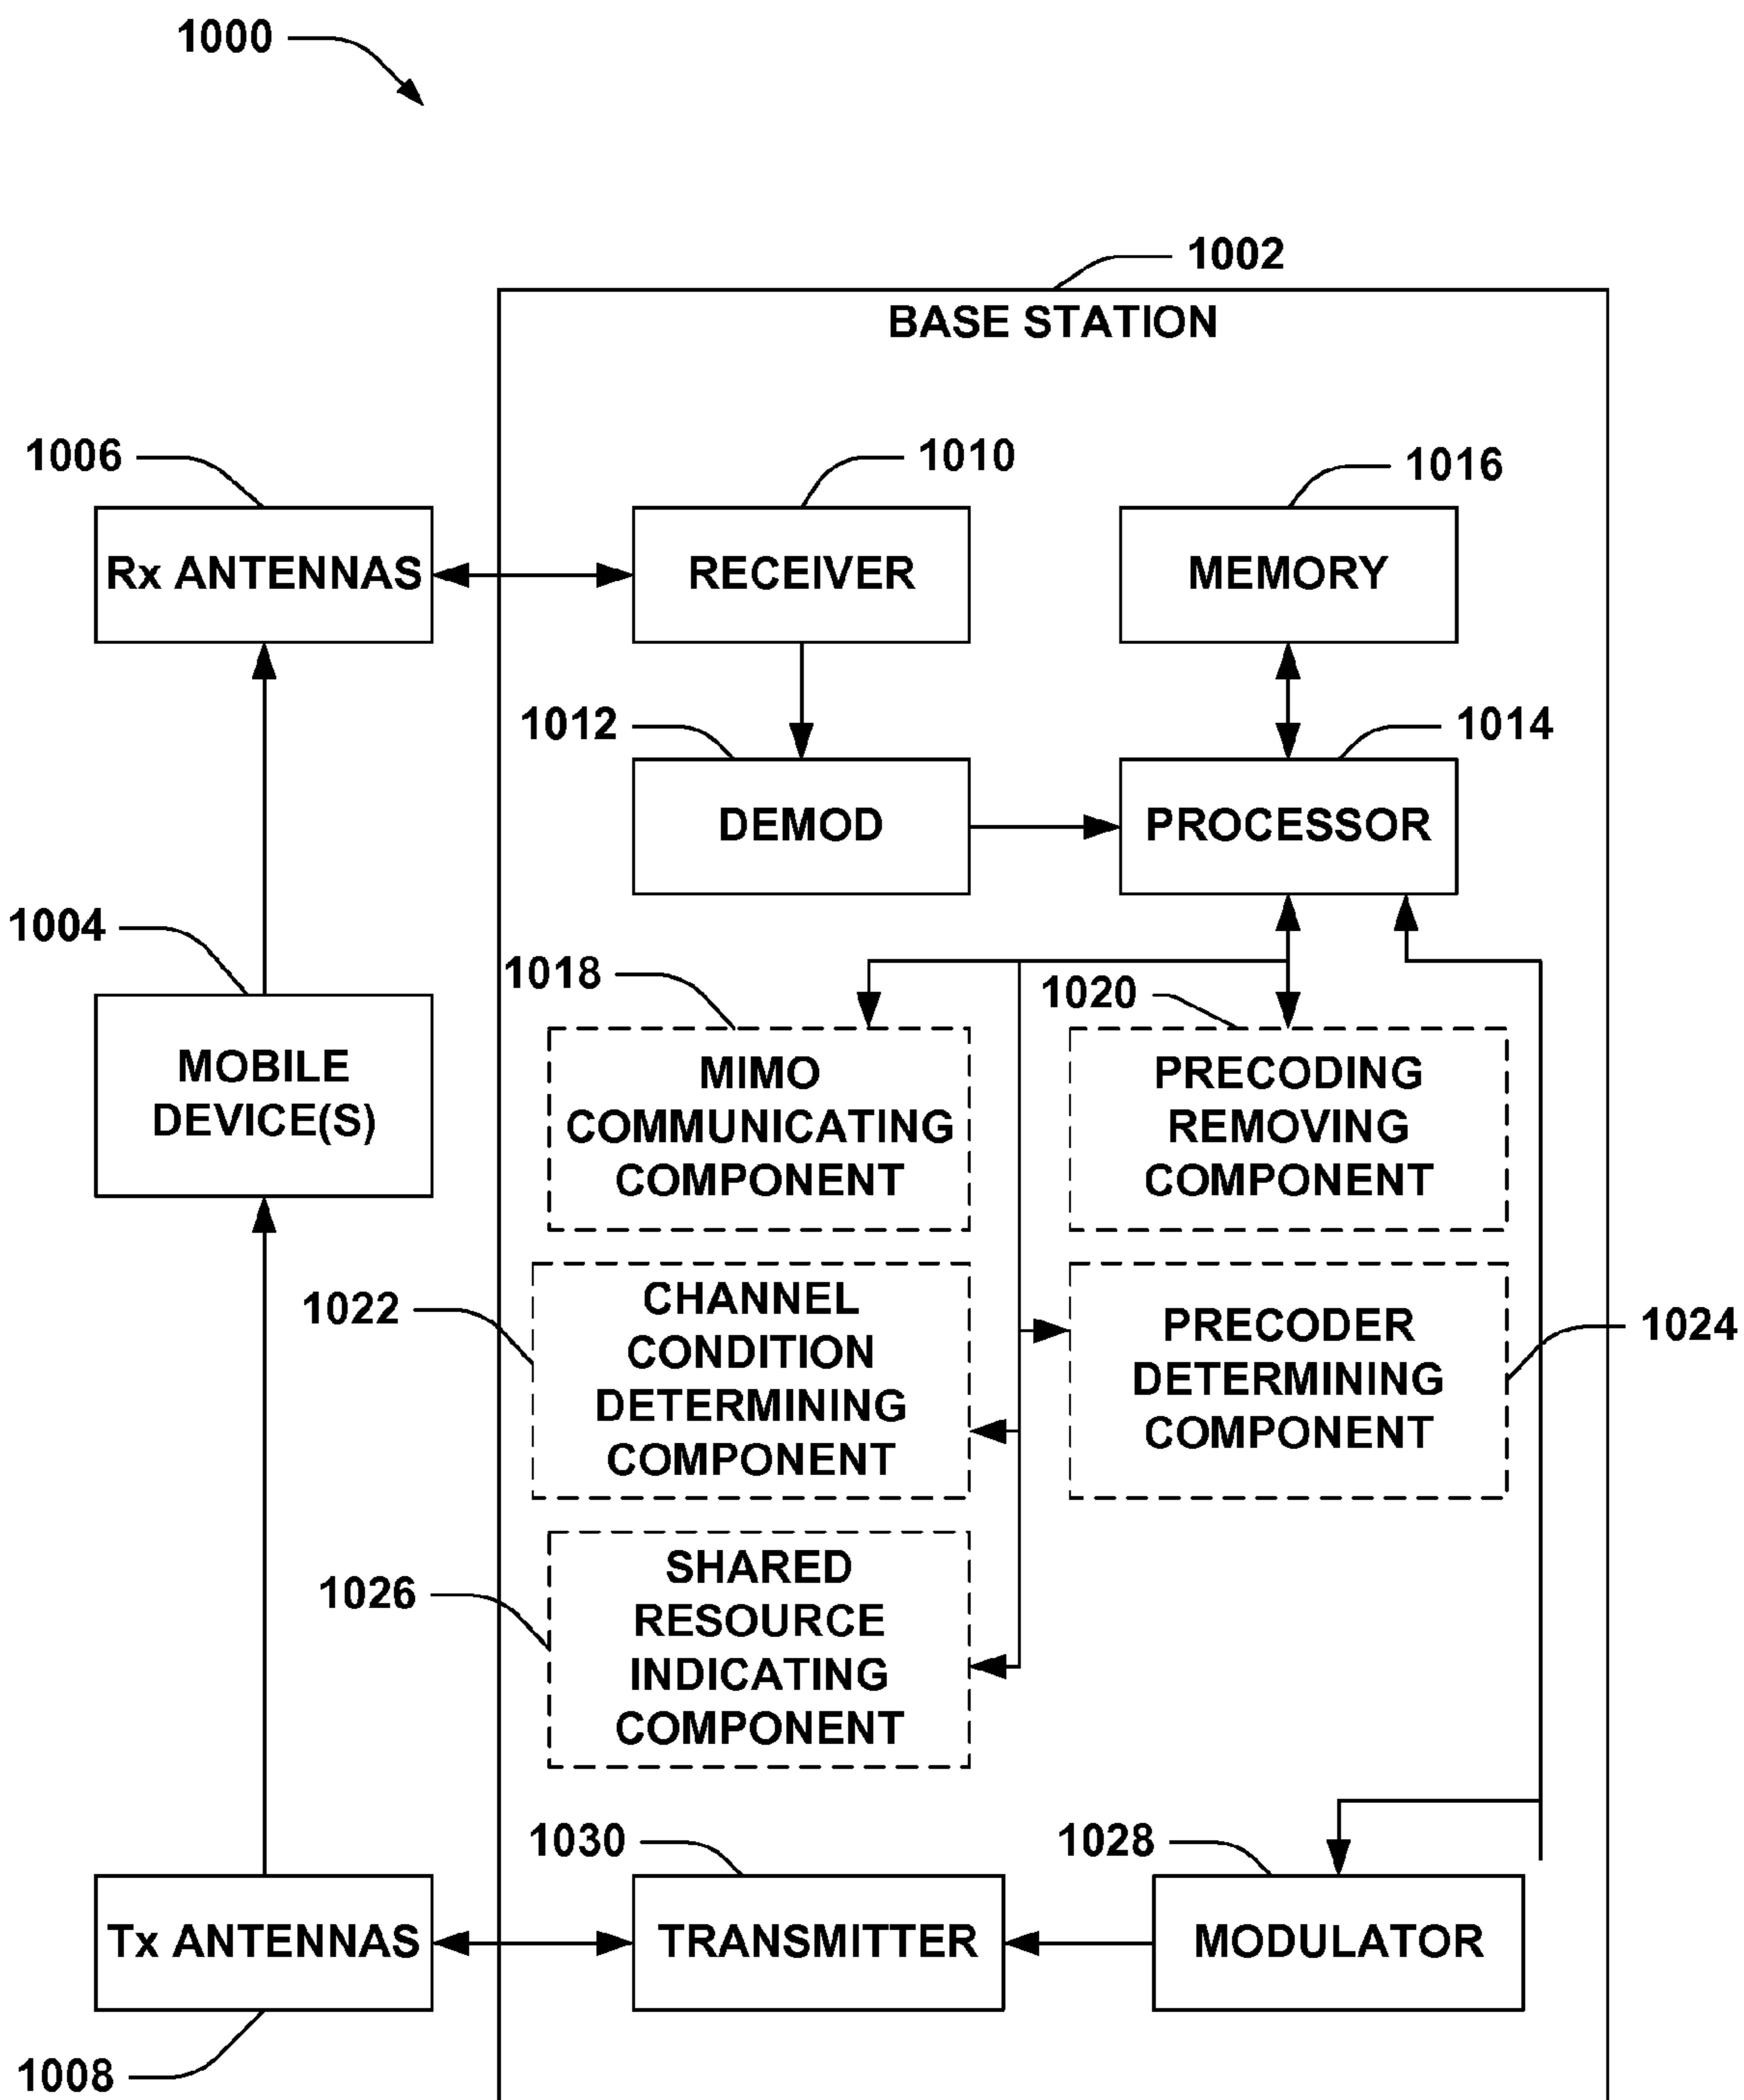 1000
1002
BASE STATION
1006
1010
1016
Rx ANTENNAS
RECEIVER
MEMORY
1012
1014
DEMOD
PROCESSOR
1004
1018
1020
MOBILE
DEVICE(S)
MIMO
COMMUNICATING
COMPONENT
PRECODING
REMOVING
COMPONENT
1022
CHANNEL
CONDITION
DETERMINING
COMPONENT
PRECODER
DETERMINING
COMPONENT
1024
1026
SHARED
RESOURCE
INDICATING
COMPONENT
1030
1028
Tx ANTENNAS
TRANSMITTER
MODULATOR
1008